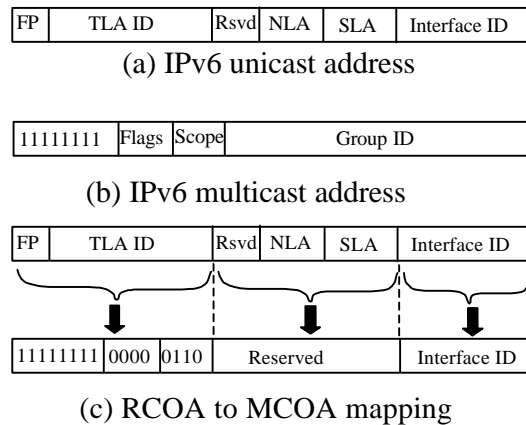 FP TLA ID Rsvd NLA SLA Interface ID
(a) IPv6 unicast address
11111111 Flags Scope Group ID
(b) IPv6 multicast address
FP TLA ID Rsvd NLA SLA Interface ID
11111111 0000 0110 Reserved Interface ID
(c) RCOA to MCOA mapping